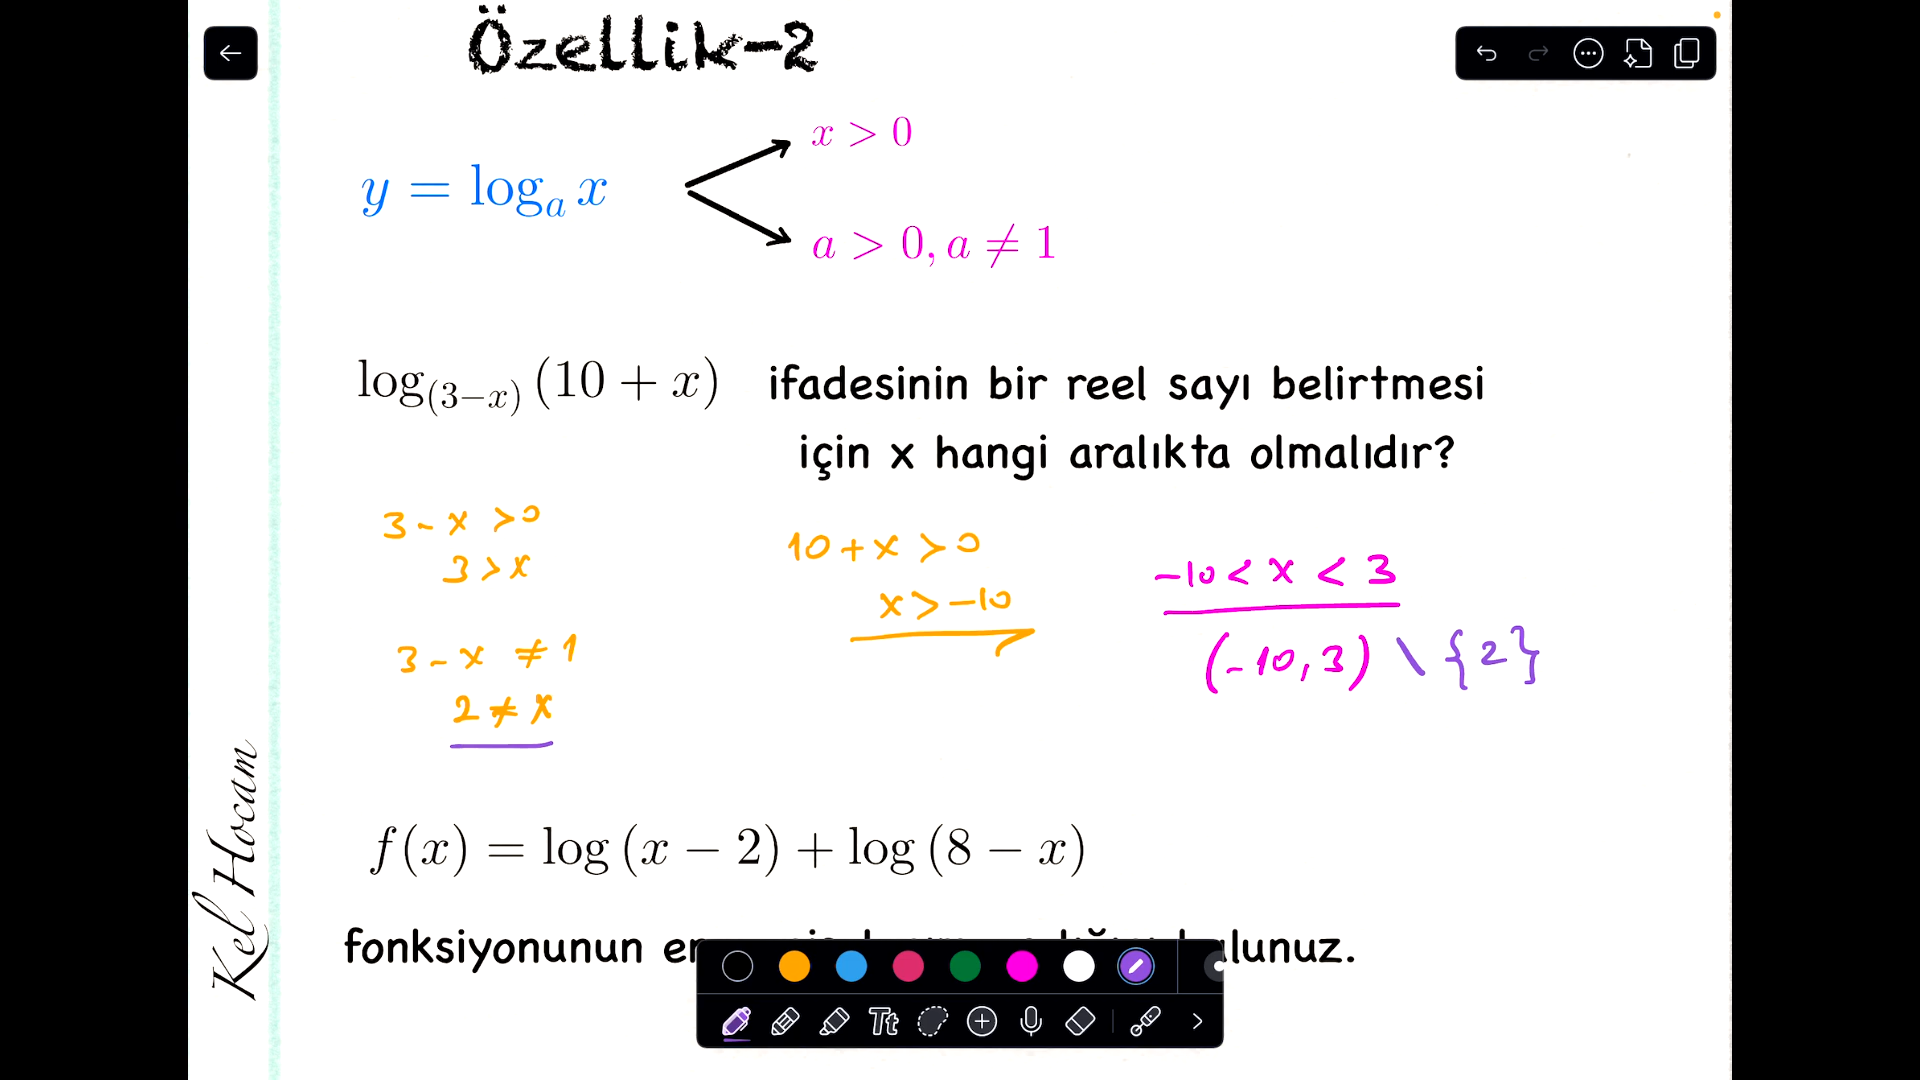 Özellik-2
x > 0
y = log_a x
a > 0, a ≠ 1
log_(3−x) (10 + x) ifadesinin bir reel sayı belirtmesi
için x hangi aralıkta olmalıdır?
3 - x > 0
3 > x
3 - x ≠ 1
2 ≠ x
10 + x > 0
x > -10
-10 < x < 3
(-10, 3) \ {2}
f(x) = log (x − 2) + log (8 − x)
fonksiyonunun
Kel Hocam
Tt